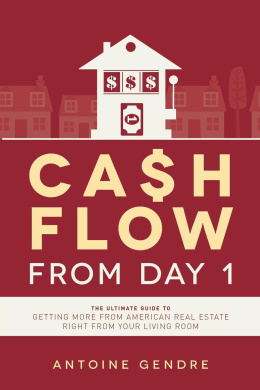 $ $ $
CA$H
FLOW
FROM DAY 1
THE ULTIMATE GUIDE TO
GETTING MORE FROM AMERICAN REAL ESTATE
RIGHT FROM YOUR LIVING ROOM
ANTOINE GENDRE